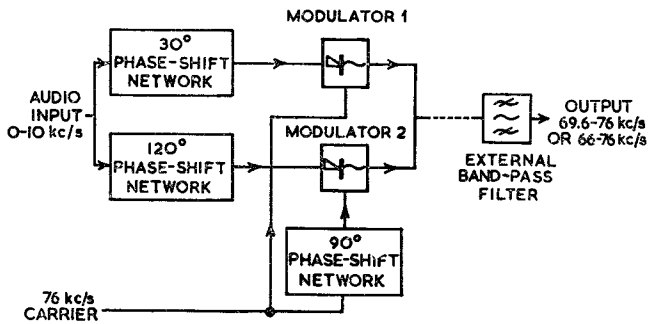 MODULATOR 1
30°
PHASE-SHIFT
NETWORK
AUDIO
INPUT
0-10 kc/s
120°
PHASE-SHIFT
NETWORK
MODULATOR 2
90°
PHASE-SHIFT
NETWORK
76 kc/s
CARRIER
EXTERNAL
BAND-PASS
FILTER
OUTPUT
69.6-76 kc/s
OR 66-76 kc/s